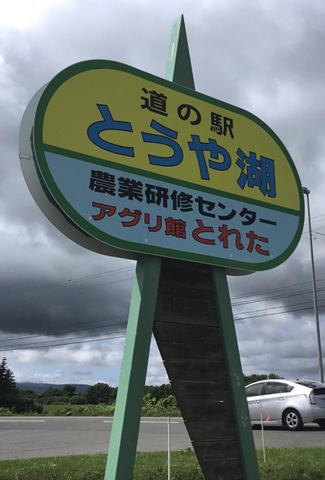 道の駅
とうや湖
農業研修センター
アグリ館とれた